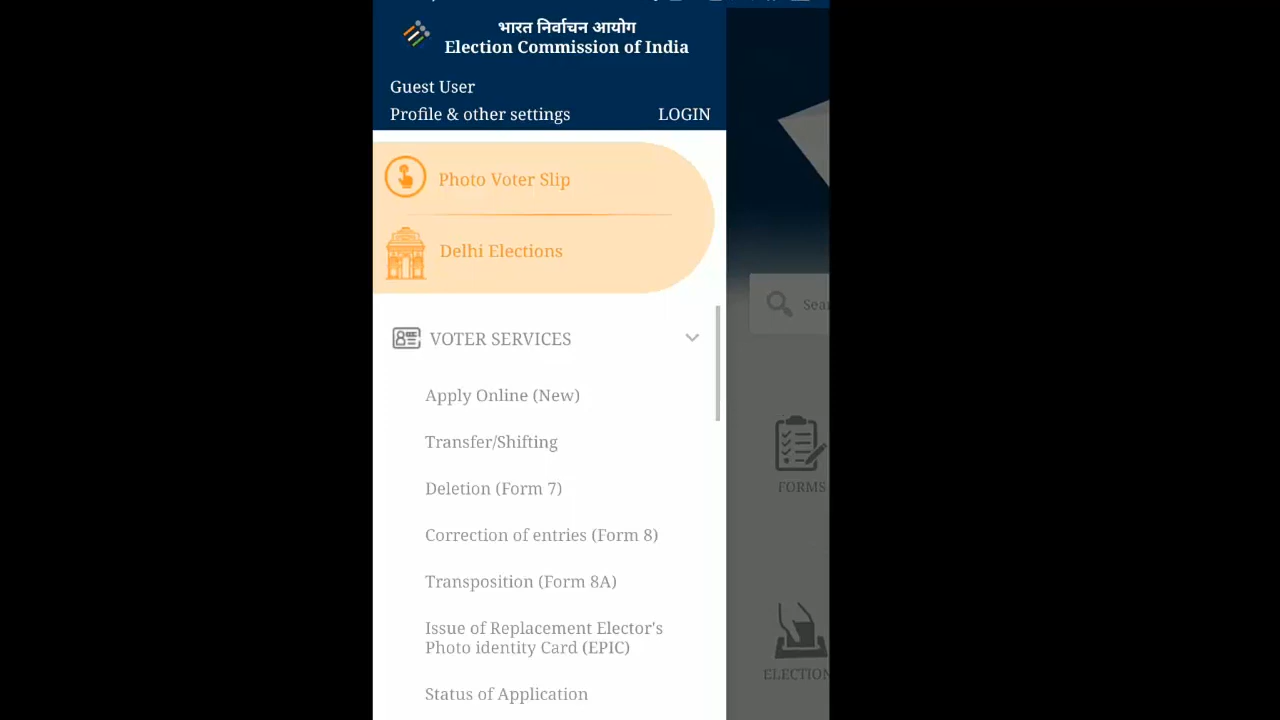 भारत निर्वाचन आयोग
Election Commission of India
Guest User
Profile & other settings LOGIN
Photo Voter Slip
Delhi Elections
VOTER SERVICES
Apply Online (New)
Transfer/Shifting
Deletion (Form 7)
Correction of entries (Form 8)
Transposition (Form 8A)
Issue of Replacement Elector's
Photo identity Card (EPIC)
Status of Application
FORMS